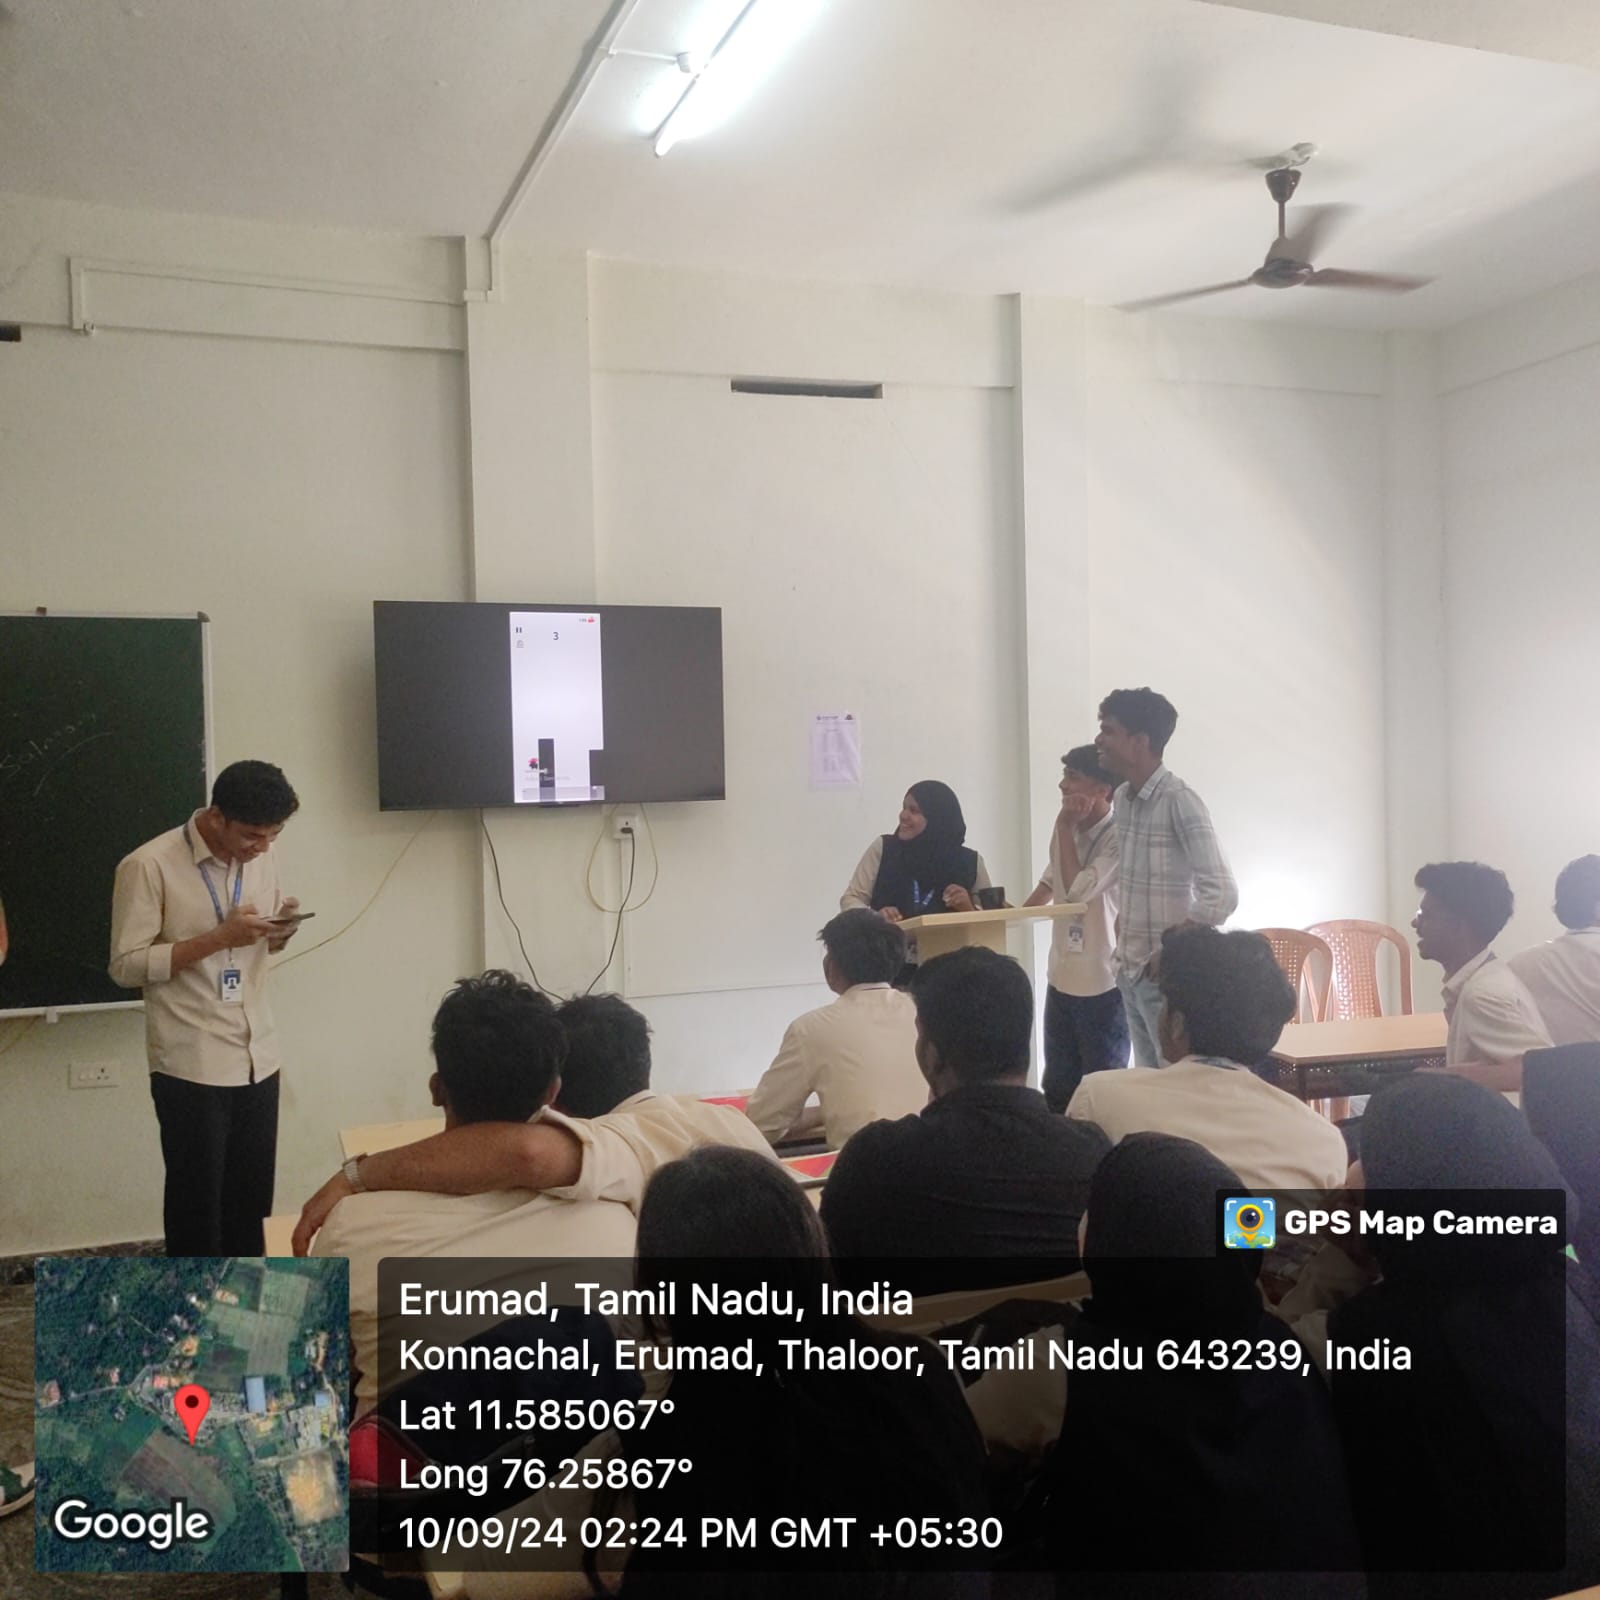 3
Salman
GPS Map Camera
Erumad, Tamil Nadu, India
Konnachal, Erumad, Thaloor, Tamil Nadu 643239, India
Lat 11.585067°
Long 76.25867°
10/09/24 02:24 PM GMT +05:30
Google